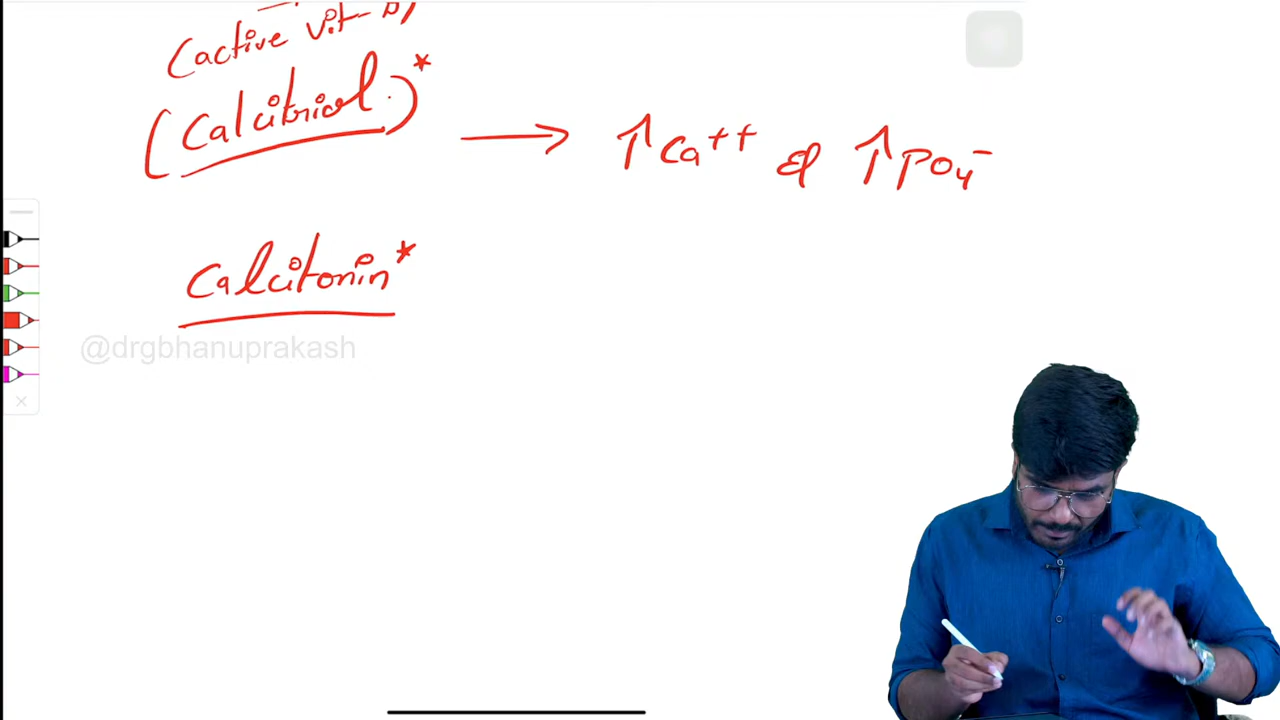 (active Vit-D)
(Calcitriol.)* → ↑Ca++ & ↑PO4-
Calcitonin*
@drgbhanuprakash